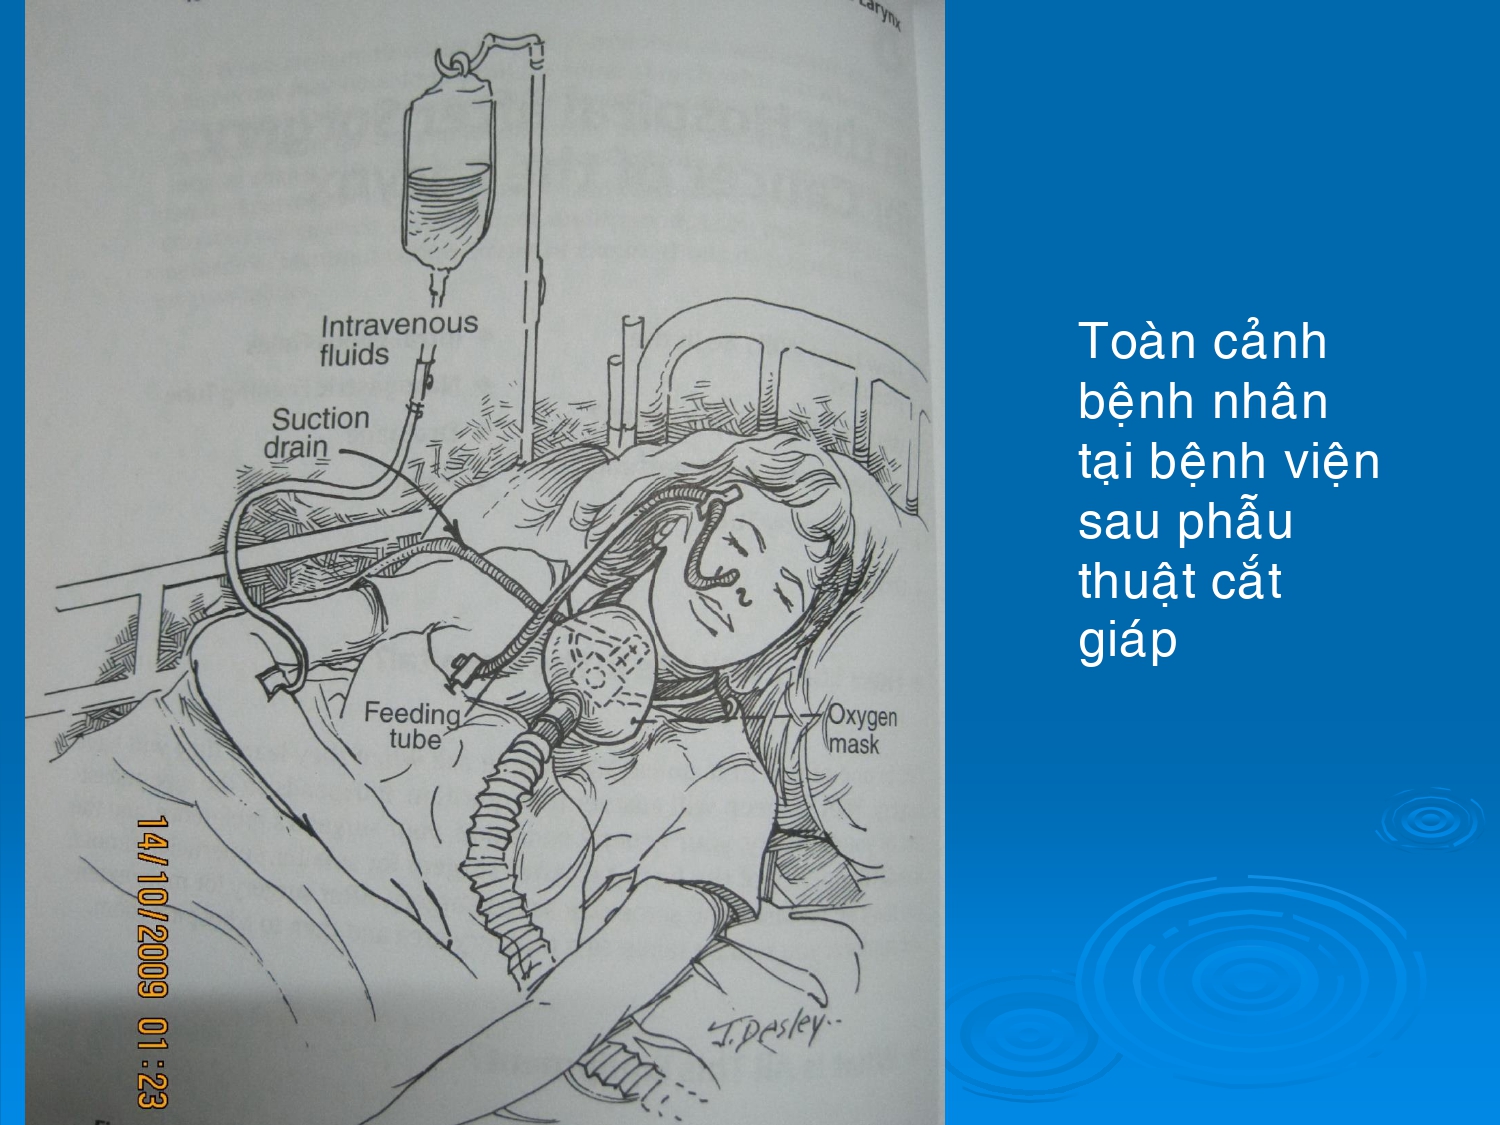 Larynx
Intravenous
fluids
Suction
drain
Feeding
tube
Oxygen
mask
J. Desley
14/10/2009 01:23
Toàn cảnh
bệnh nhân
tại bệnh viện
sau phẫu
thuật cắt
giáp